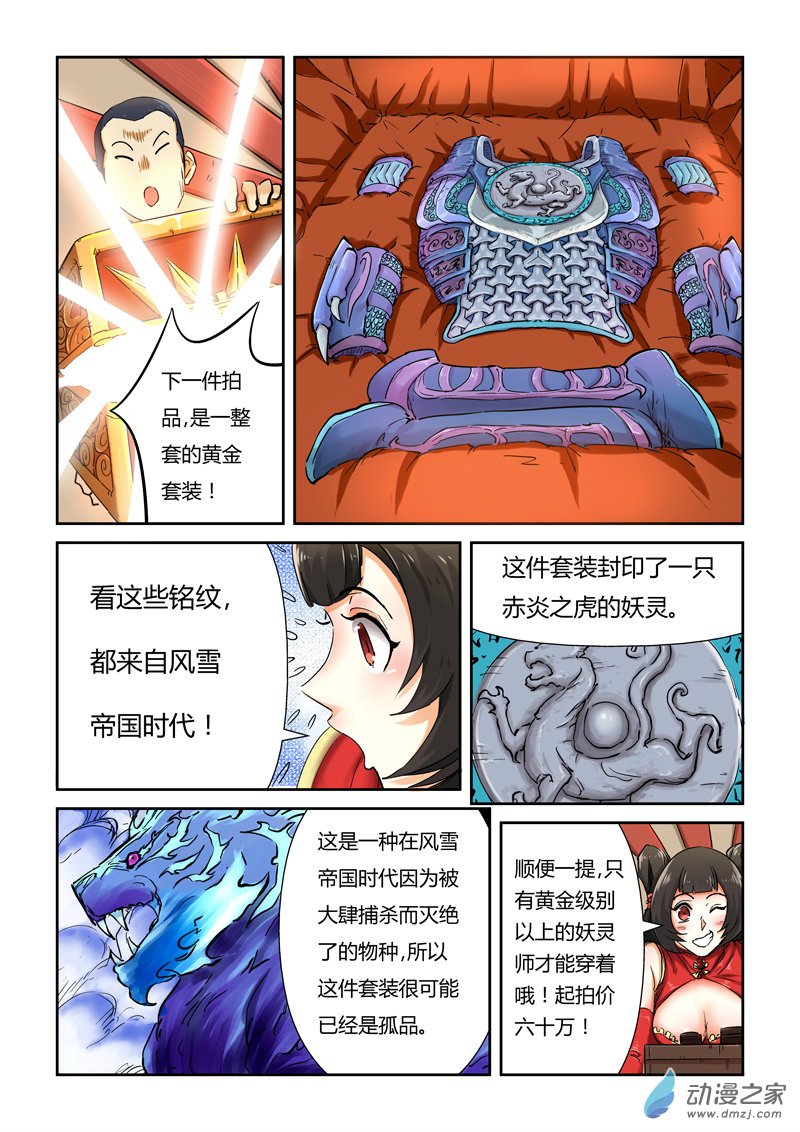 下一件拍
品，是一整
套的黄金
套装！
看这些铭纹，
都来自风雪
帝国时代！
这件套装封印了一只
赤炎之虎的妖灵。
这是一种在风雪
帝国时代因为被
大肆捕杀而灭绝
了的物种，所以
这件套装很可能
已经是孤品。
顺便一提，只
有黄金级别
以上的妖灵
师才能穿着
哦！起拍价
六十万！
动漫之家
www.dmzj.com